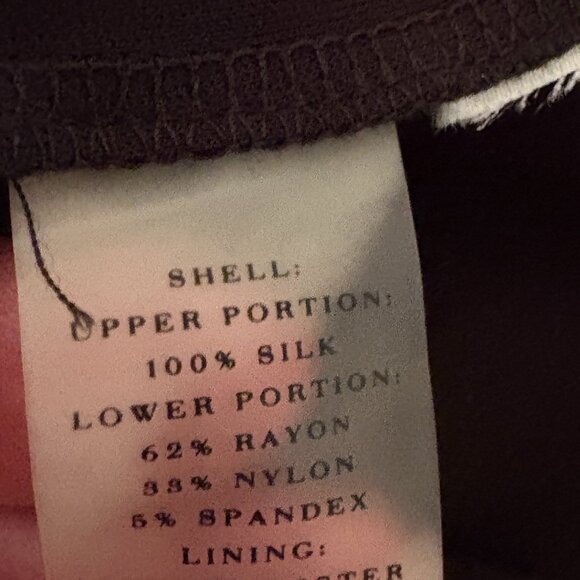 SHELL:
UPPER PORTION:
100% SILK
LOWER PORTION:
62% RAYON
33% NYLON
5% SPANDEX
LINING: